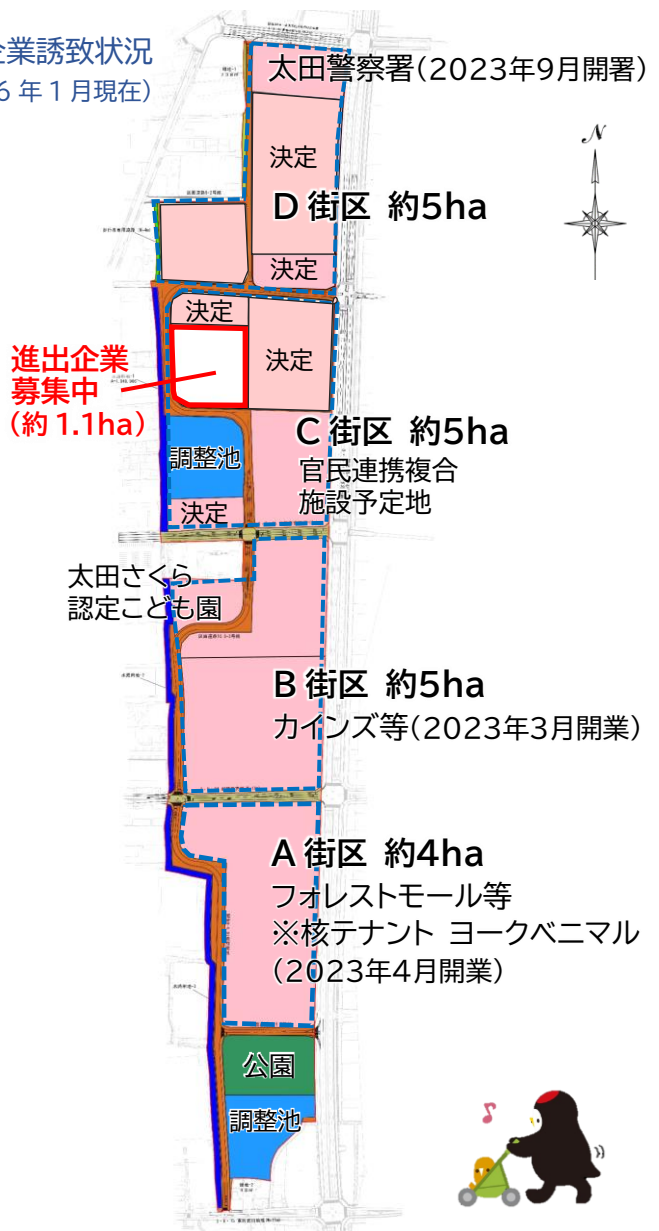 企業誘致状況
6年1月現在)
太田警察署(2023年9月開署)
N
決定
D街区 約5ha
決定
決定
決定
進出企業
募集中
(約1.1ha)
C街区 約5ha
官民連携複合
施設予定地
調整池
決定
太田さくら
認定こども園
B街区 約5ha
カインズ等(2023年3月開業)
A街区 約4ha
フォレストモール等
※核テナント ヨークベニマル
(2023年4月開業)
公園
調整池